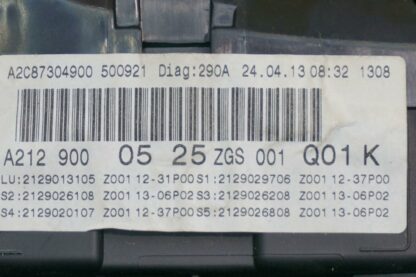 A2C87304900 500921 Diag:290A 24.04.13 08:32 1308
A212 900 05 25 ZGS 001 Q01 K
LU:2129013105 Z001 12-31P00 S1:2129029706 Z001 12-37P00
S2:2129026108 Z001 13-06P02 S3:2129026208 Z001 13-06P02
S4:2129020107 Z001 12-37P00 S5:2129026808 Z001 13-06P02